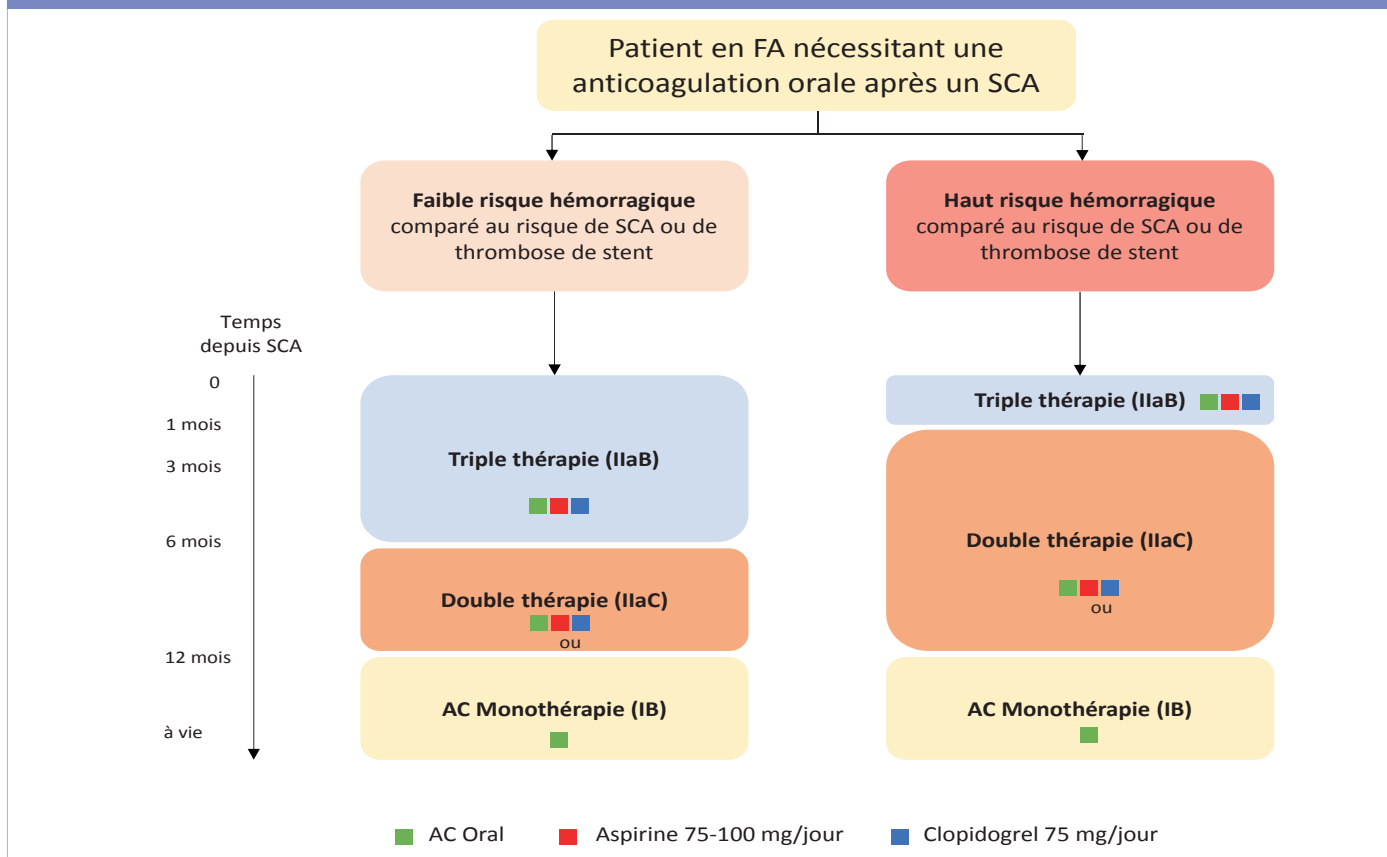 Patient en FA nécessitant une
anticoagulation orale après un SCA
Faible risque hémorragique
comparé au risque de SCA ou de
thrombose de stent
Haut risque hémorragique
comparé au risque de SCA ou de
thrombose de stent
Temps
depuis SCA
0
1 mois
3 mois
6 mois
12 mois
à vie
Triple thérapie (IIaB)
Double thérapie (IIaC)
ou
AC Monothérapie (IB)
Triple thérapie (IIaB)
Double thérapie (IIaC)
ou
AC Monothérapie (IB)
AC Oral
Aspirine 75-100 mg/jour
Clopidogrel 75 mg/jour